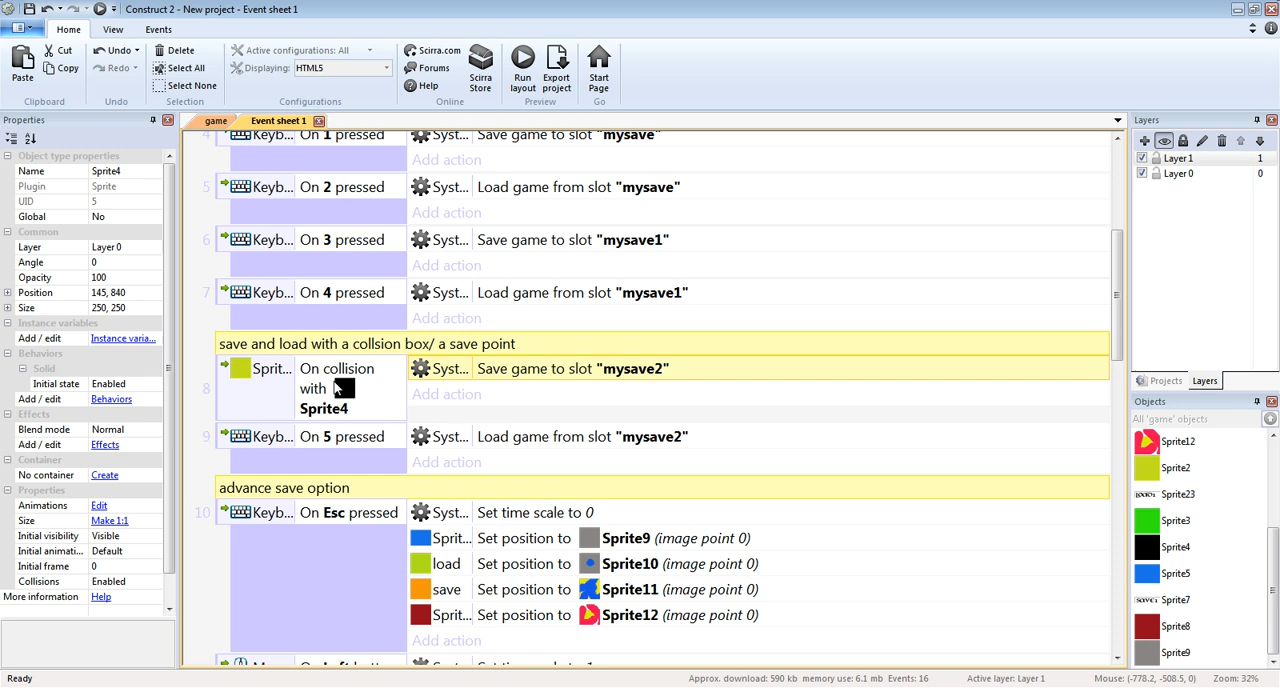 Construct 2 - New project - Event sheet 1
Home View Events
Paste Cut Copy Undo Redo Delete Select All Select None Active configurations: All Displaying: HTML5 Scirra.com Forums Help Scirra Store Run layout Export project Start Page
Clipboard Undo Selection Configurations Online Preview Go
Properties
Object type properties
Name Sprite4
Plugin Sprite
UID 5
Global No
Common
Layer Layer 0
Angle 0
Opacity 100
Position 145, 840
Size 250, 250
Instance variables
Add / edit Instance varia...
Behaviors
Solid
Initial state Enabled
Add / edit Behaviors
Effects
Blend mode Normal
Add / edit Effects
Container
No container Create
Properties
Animations Edit
Size Make 1:1
Initial visibility Visible
Initial animati... Default
Initial frame 0
Collisions Enabled
More information Help
game Event sheet 1
4 Keyb... On 1 pressed Syst... Save game to slot "mysave"
Add action
5 Keyb... On 2 pressed Syst... Load game from slot "mysave"
Add action
6 Keyb... On 3 pressed Syst... Save game to slot "mysave1"
Add action
7 Keyb... On 4 pressed Syst... Load game from slot "mysave1"
Add action
save and load with a collsion box/ a save point
8 Sprit... On collision with Sprite4 Syst... Save game to slot "mysave2"
Add action
9 Keyb... On 5 pressed Syst... Load game from slot "mysave2"
Add action
advance save option
10 Keyb... On Esc pressed Syst... Set time scale to 0
Sprit... Set position to Sprite9 (image point 0)
load Set position to Sprite10 (image point 0)
save Set position to Sprite11 (image point 0)
Sprit... Set position to Sprite12 (image point 0)
Add action
Layers
Layer 1 1
Layer 0 0
Projects Layers
Objects
All 'game' objects
Sprite12
Sprite2
Sprite23
Sprite3
Sprite4
Sprite5
Sprite7
Sprite8
Sprite9
Ready Approx. download: 590 kb memory use: 6.1 mb Events: 16 Active layer: Layer 1 Mouse: (-778.2, -508.5, 0) Zoom: 32%